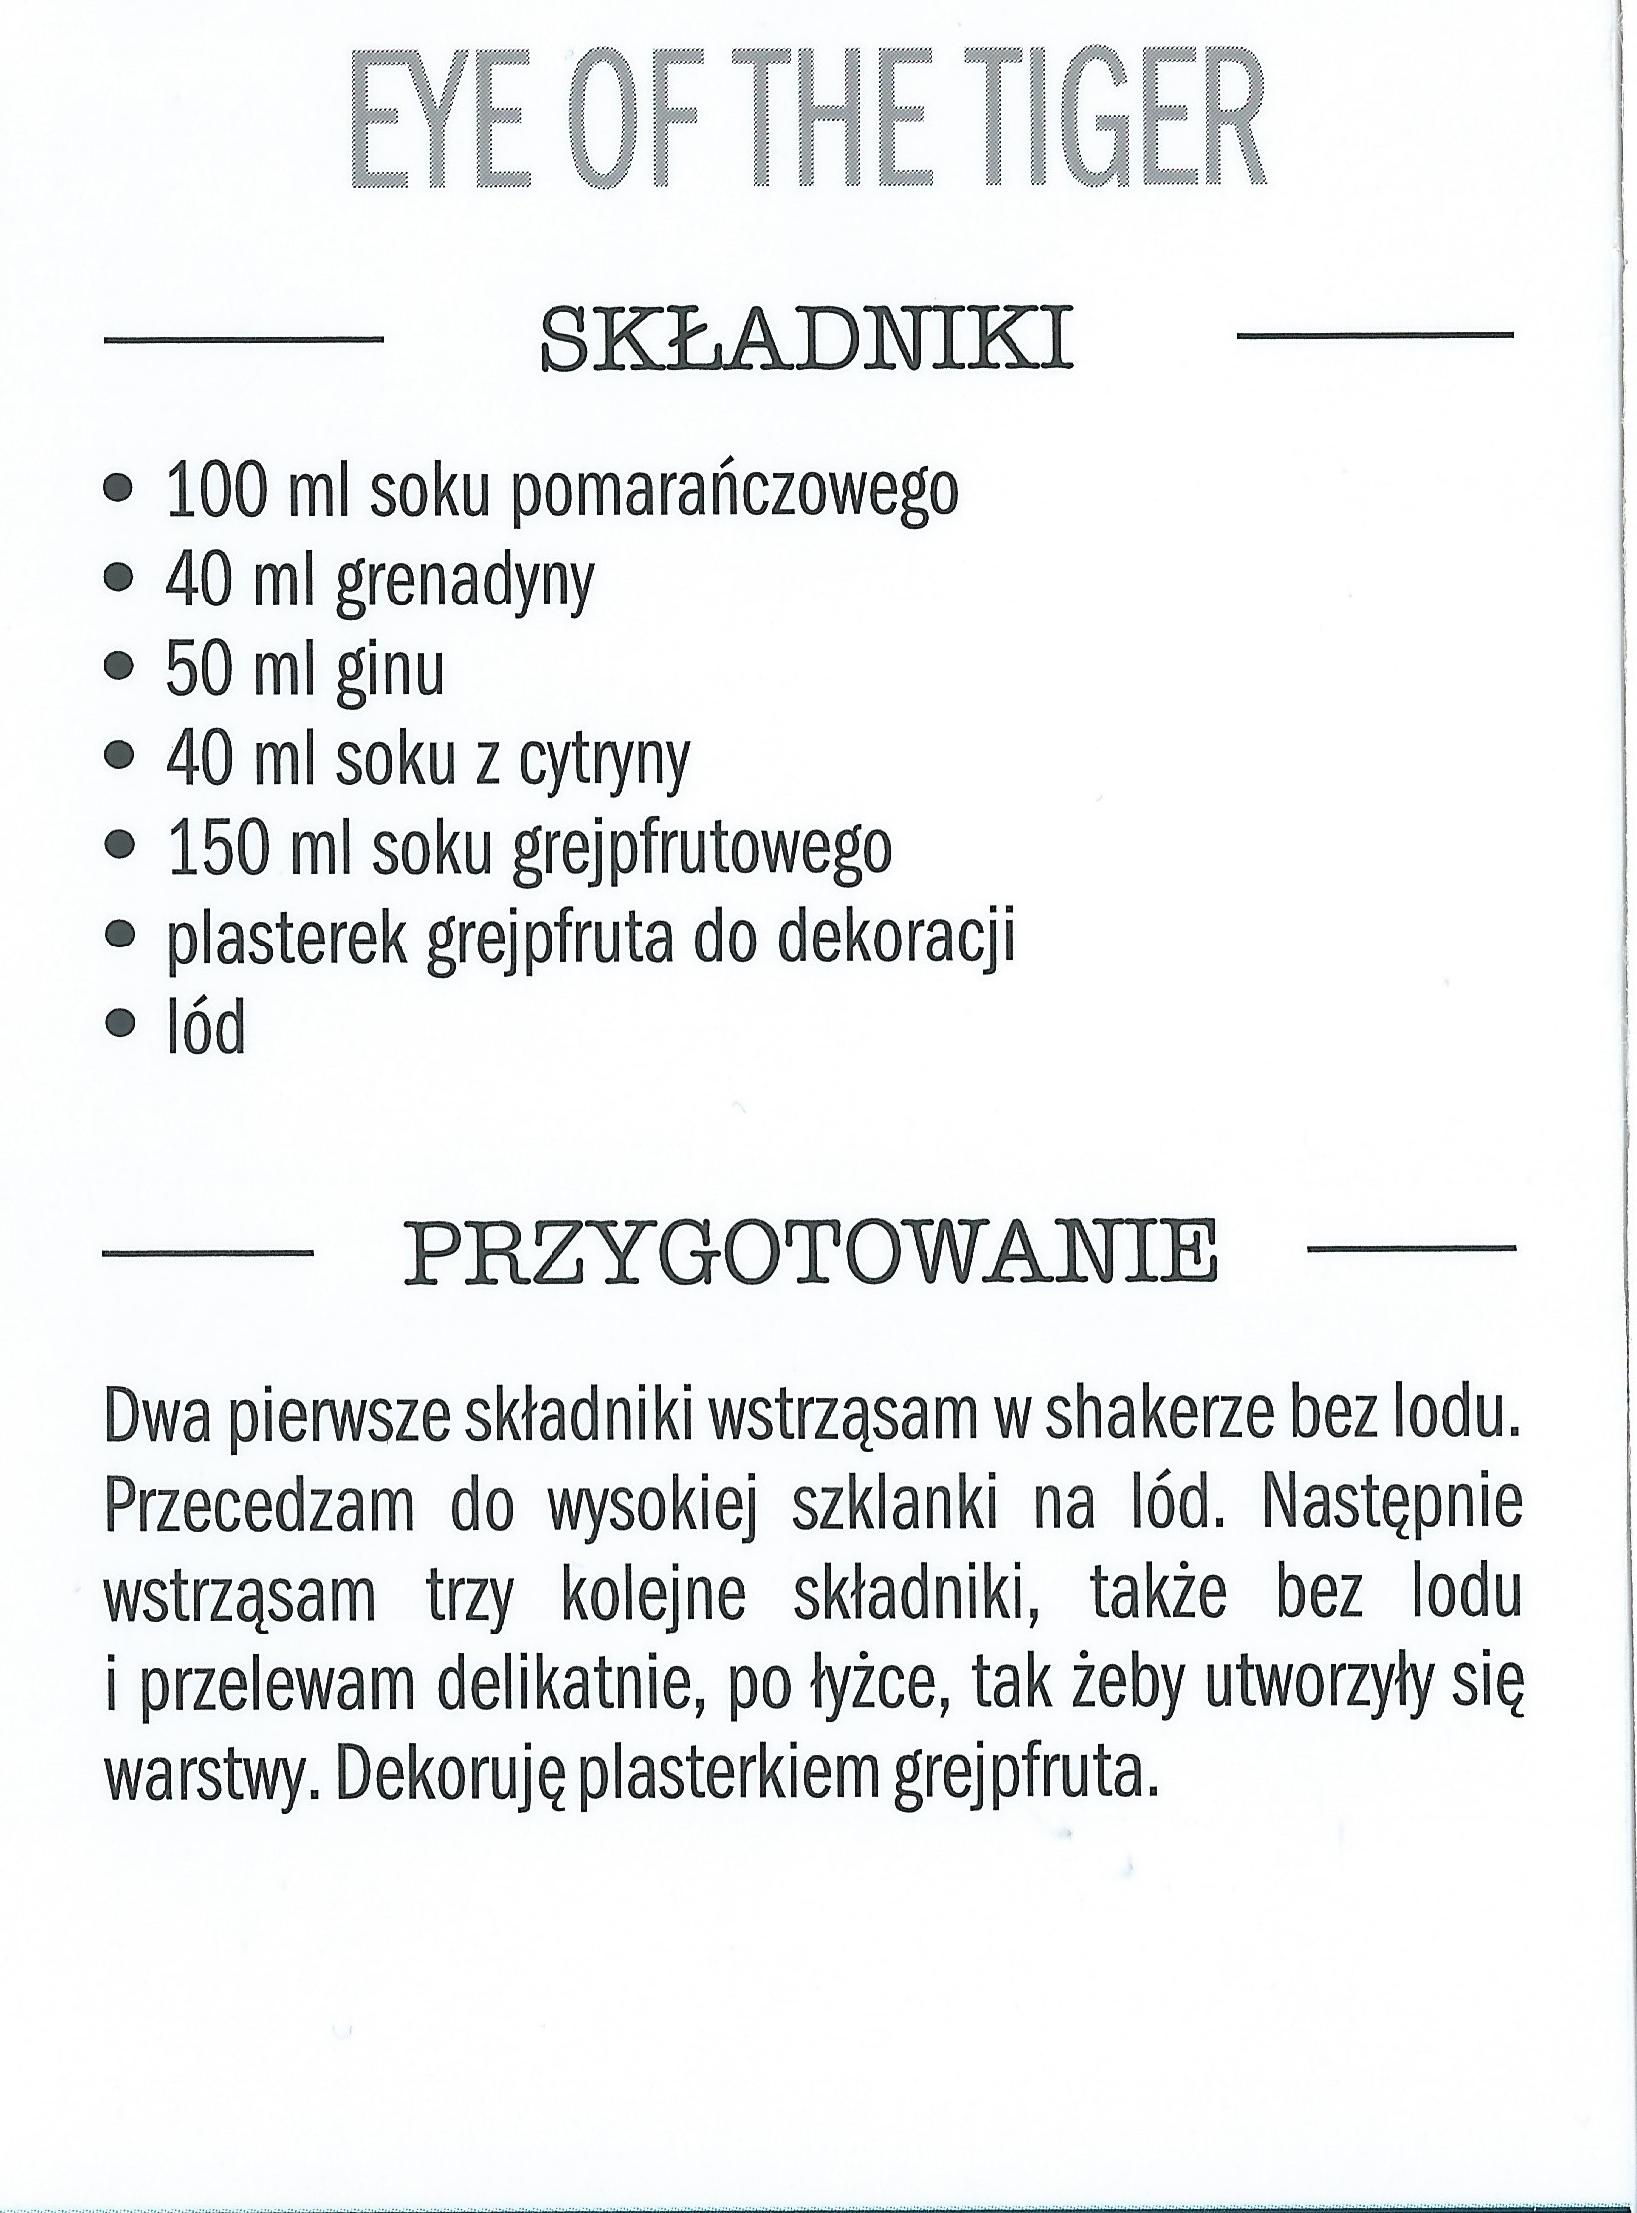 EYE OF THE TIGER
SKŁADNIKI
• 100 ml soku pomarańczowego
• 40 ml grenadyny
• 50 ml ginu
• 40 ml soku z cytryny
• 150 ml soku grejpfrutowego
• plasterek grejpfruta do dekoracji
• lód
PRZYGOTOWANIE
Dwa pierwsze składniki wstrząsam w shakerze bez lodu.
Przecedzam do wysokiej szklanki na lód. Następnie
wstrząsam trzy kolejne składniki, także bez lodu
i przelewam delikatnie, po łyżce, tak żeby utworzyły się
warstwy. Dekoruję plasterkiem grejpfruta.